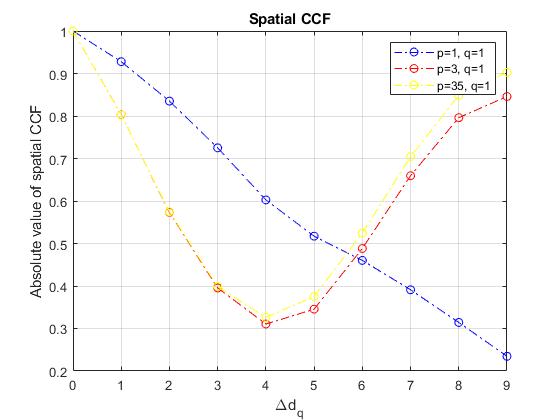 Spatial CCF
Absolute value of spatial CCF
1
0.9
0.8
0.7
0.6
0.5
0.4
0.3
0.2
p=1, q=1
p=3, q=1
p=35, q=1
0 1 2 3 4 5 6 7 8 9
Δd_q